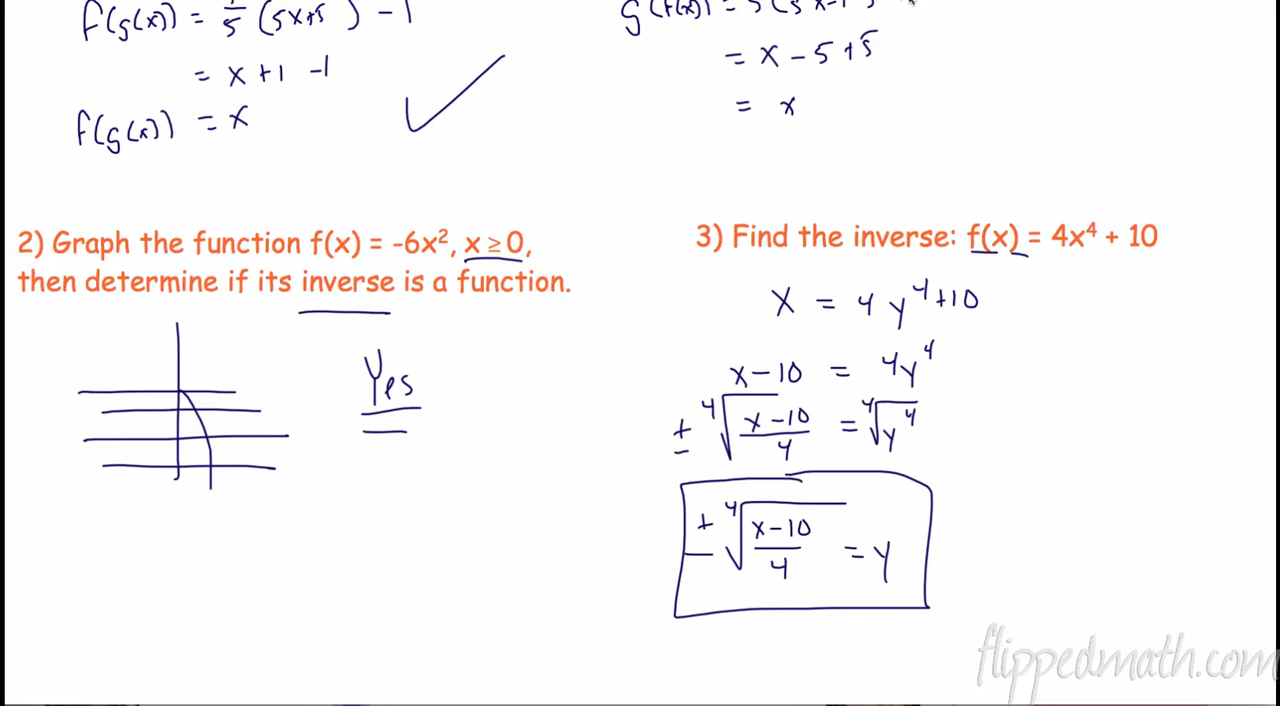 f(g(x)) = 1/5 (5x+5) - 1
= x + 1 - 1
f(g(x)) = x
g(f(x)) =
= x - 5 + 5
= x
2) Graph the function f(x) = -6x², x ≥ 0,
then determine if its inverse is a function.
Yes
3) Find the inverse: f(x) = 4x⁴ + 10
x = 4y⁴+10
x-10 = 4y⁴
± ⁴√(x-10)/4 = ⁴√y⁴
± ⁴√(x-10)/4 = y
flippedmath.com